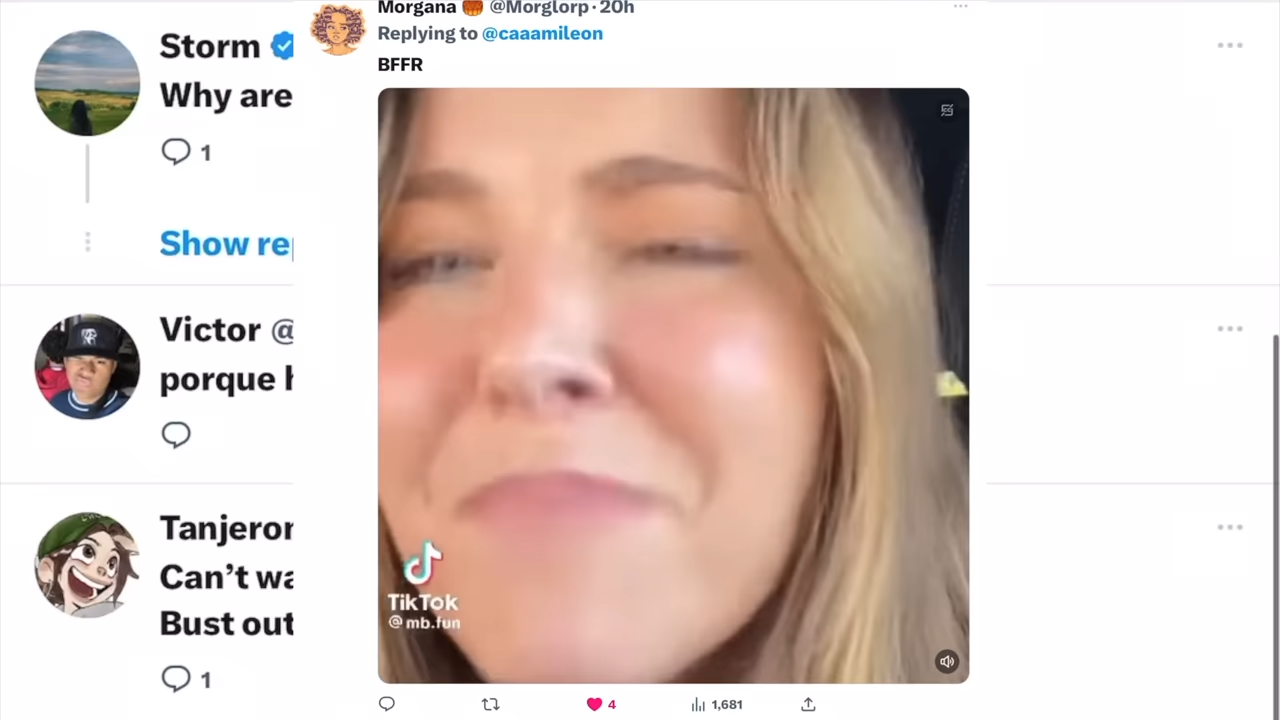 Morgana @Morglorp · 20h
Replying to @caaamileon
BFFR
TikTok
@mb.fun
4
1,681
Storm
Why are
1
Show rep
Victor @
porque h
Tanjeror
Can't wa
Bust out
1